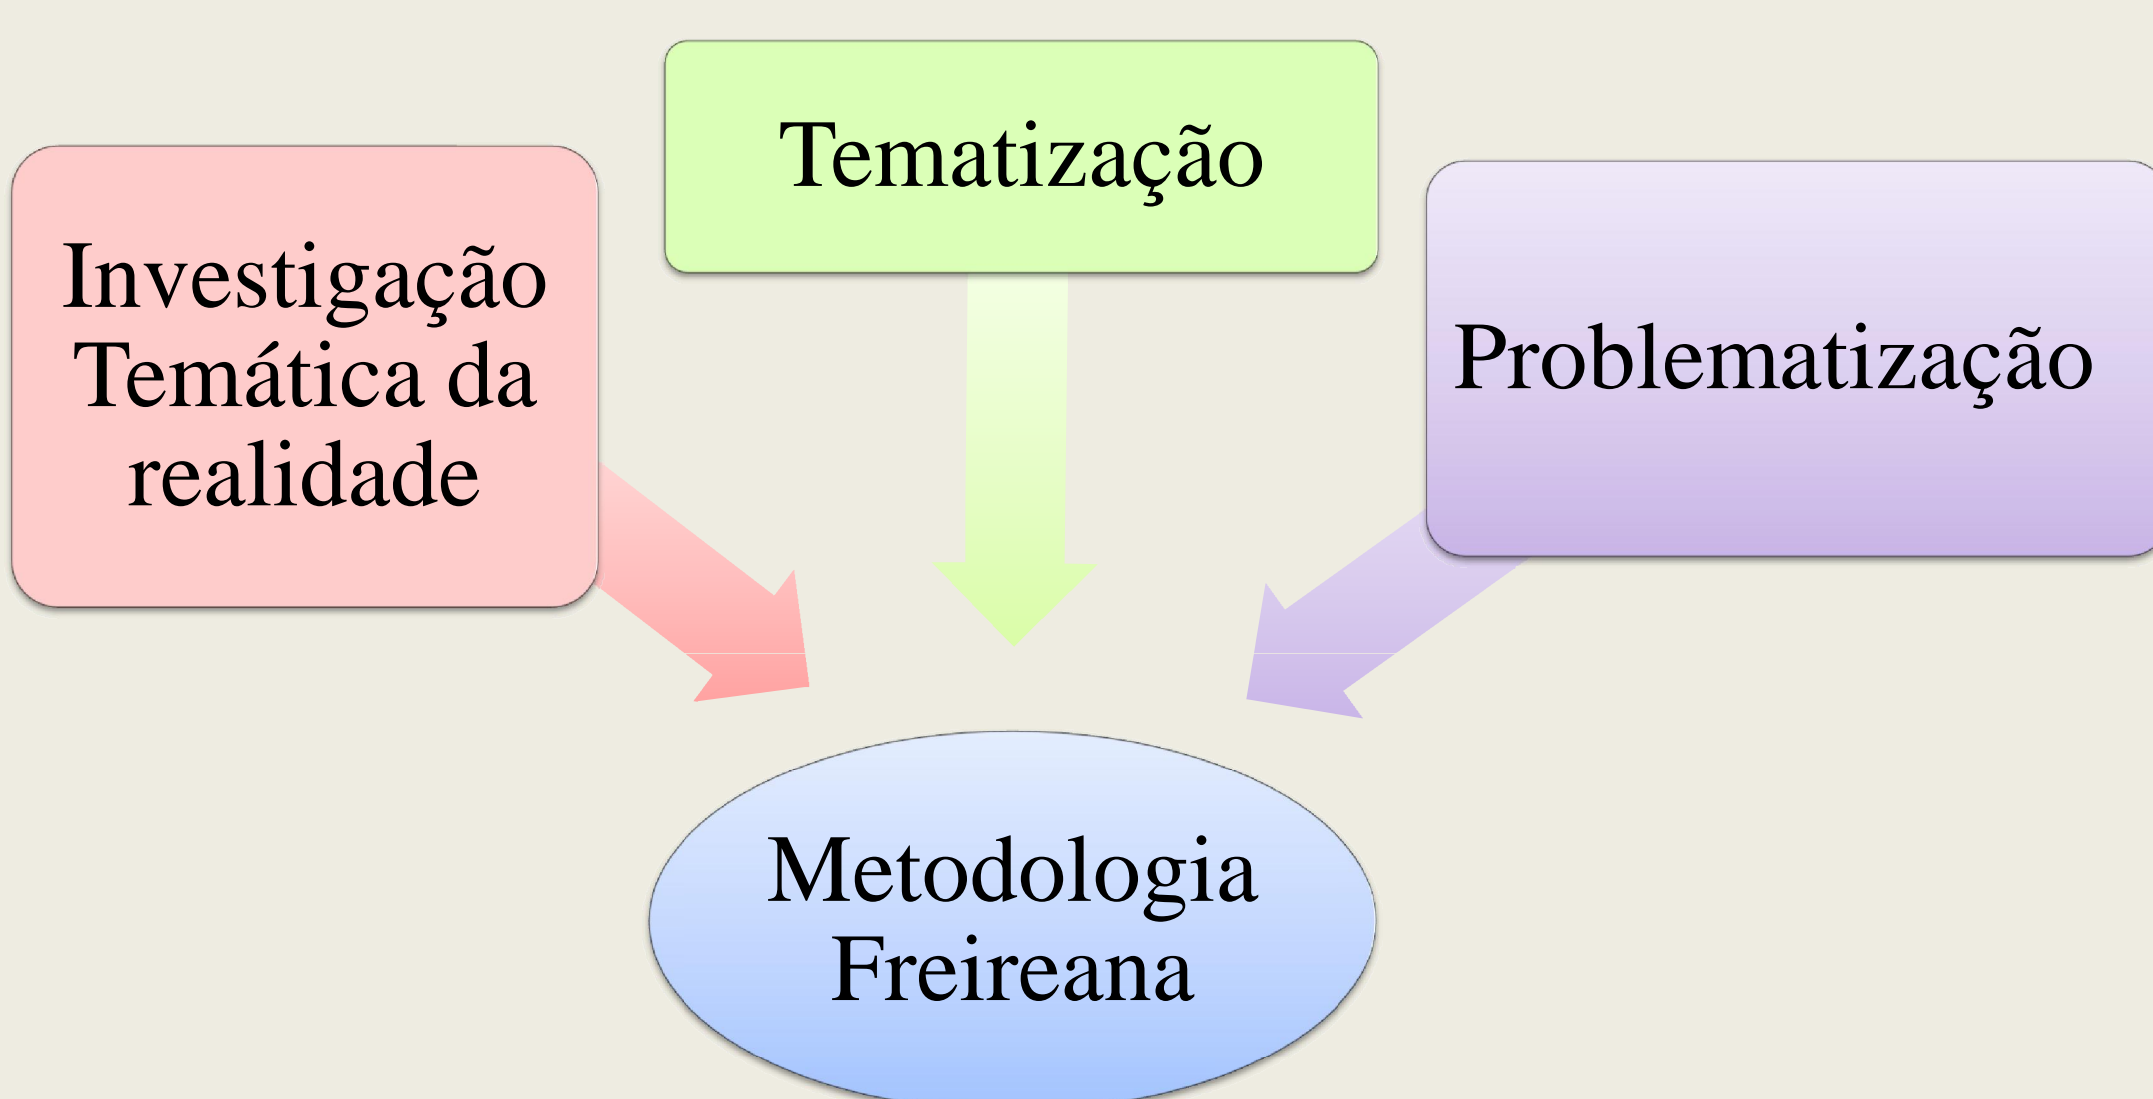 Investigação
Temática da
realidade
Tematização
Problematização
Metodologia
Freireana